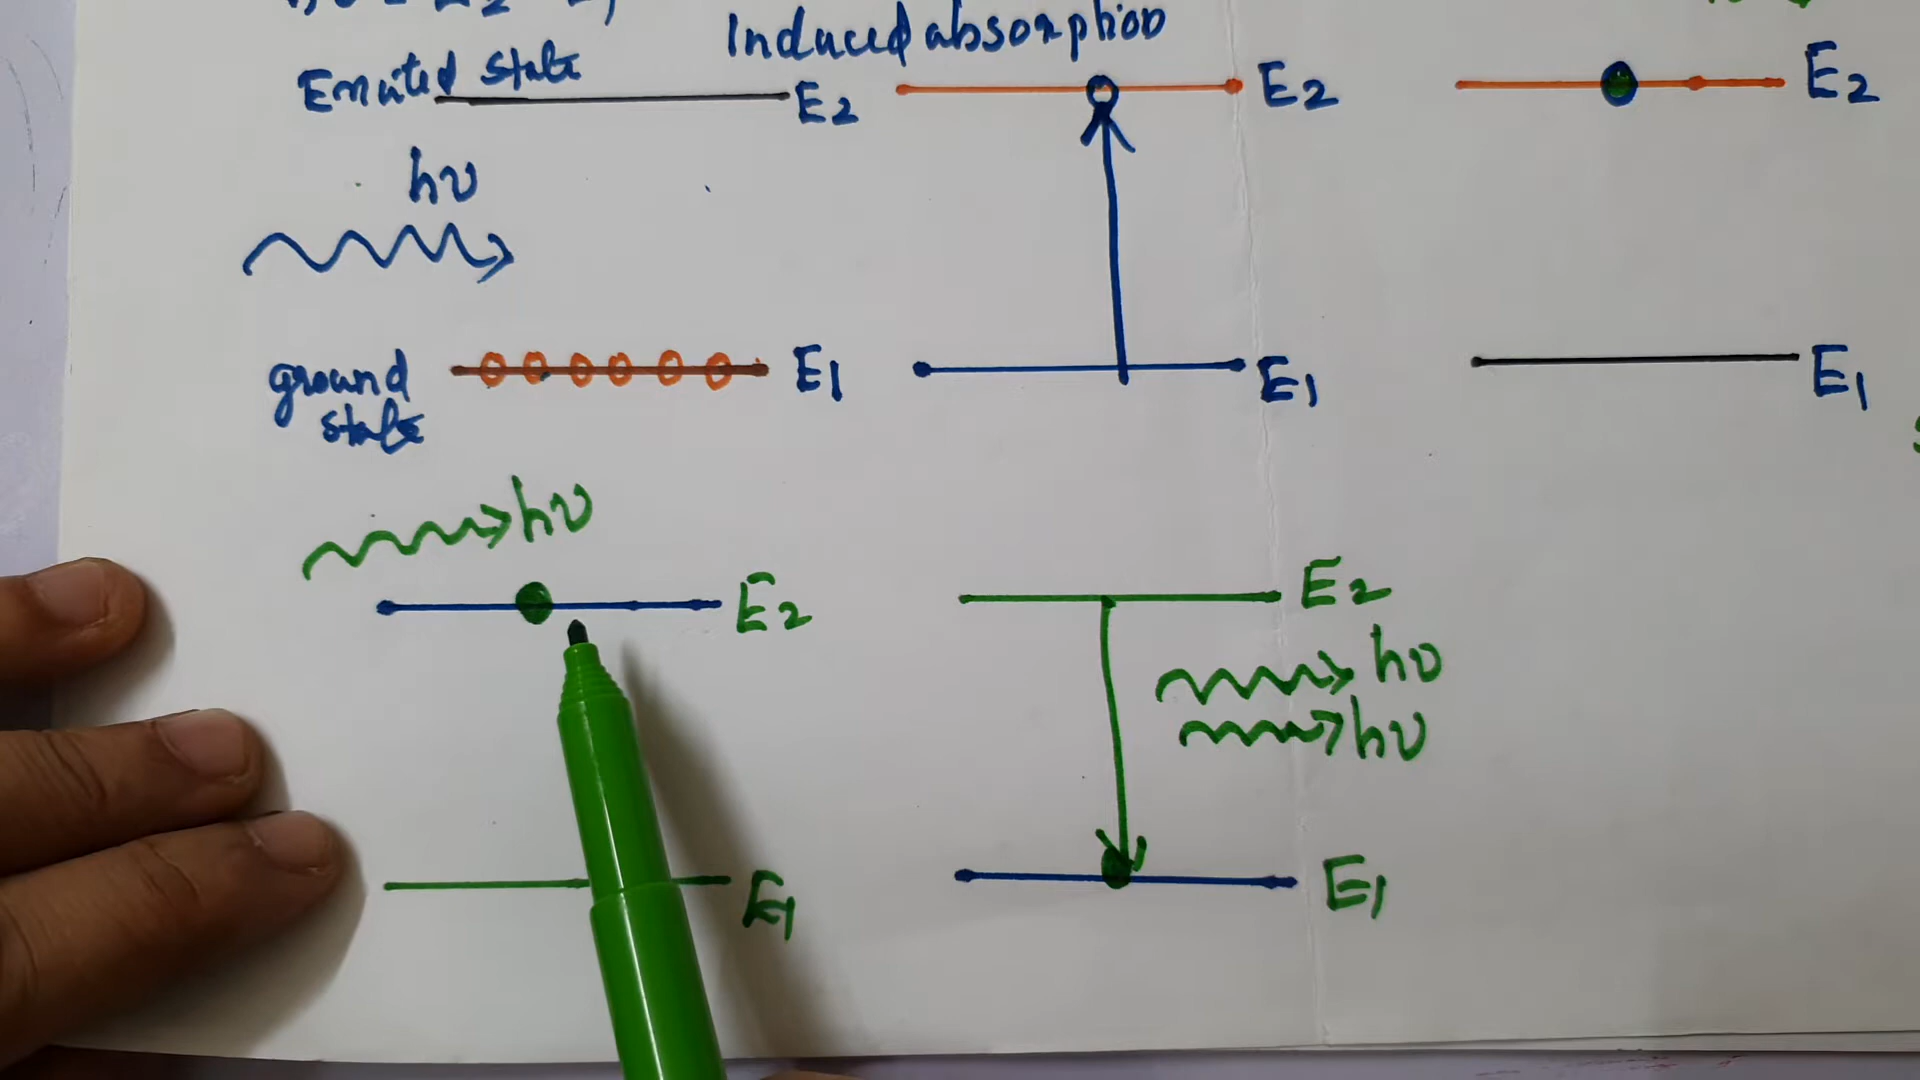 Induced absorption
Excited state
E2
E2
E2
hν
ground
state
E1
E1
E1
hν
E2
E2
hν
hν
E1
E1